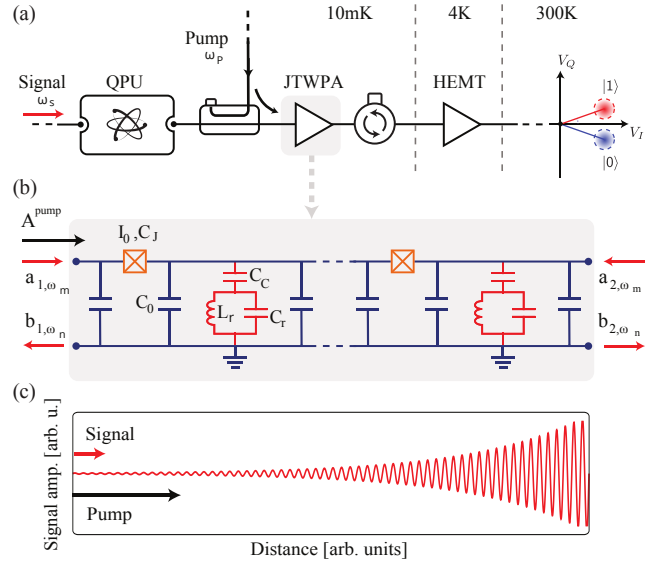 (a)
10mK 4K 300K
Pump
ω_P
Signal
ω_s
QPU
JTWPA
HEMT
V_Q
|1⟩
V_I
|0⟩
(b)
A^pump
I_0 ,C_J
a_1,ω_m
C_C
a_2,ω_m
C_0
L_r
C_r
b_1,ω_n
b_2,ω_n
(c)
Signal amp. [arb. u.]
Signal
Pump
Distance [arb. units]